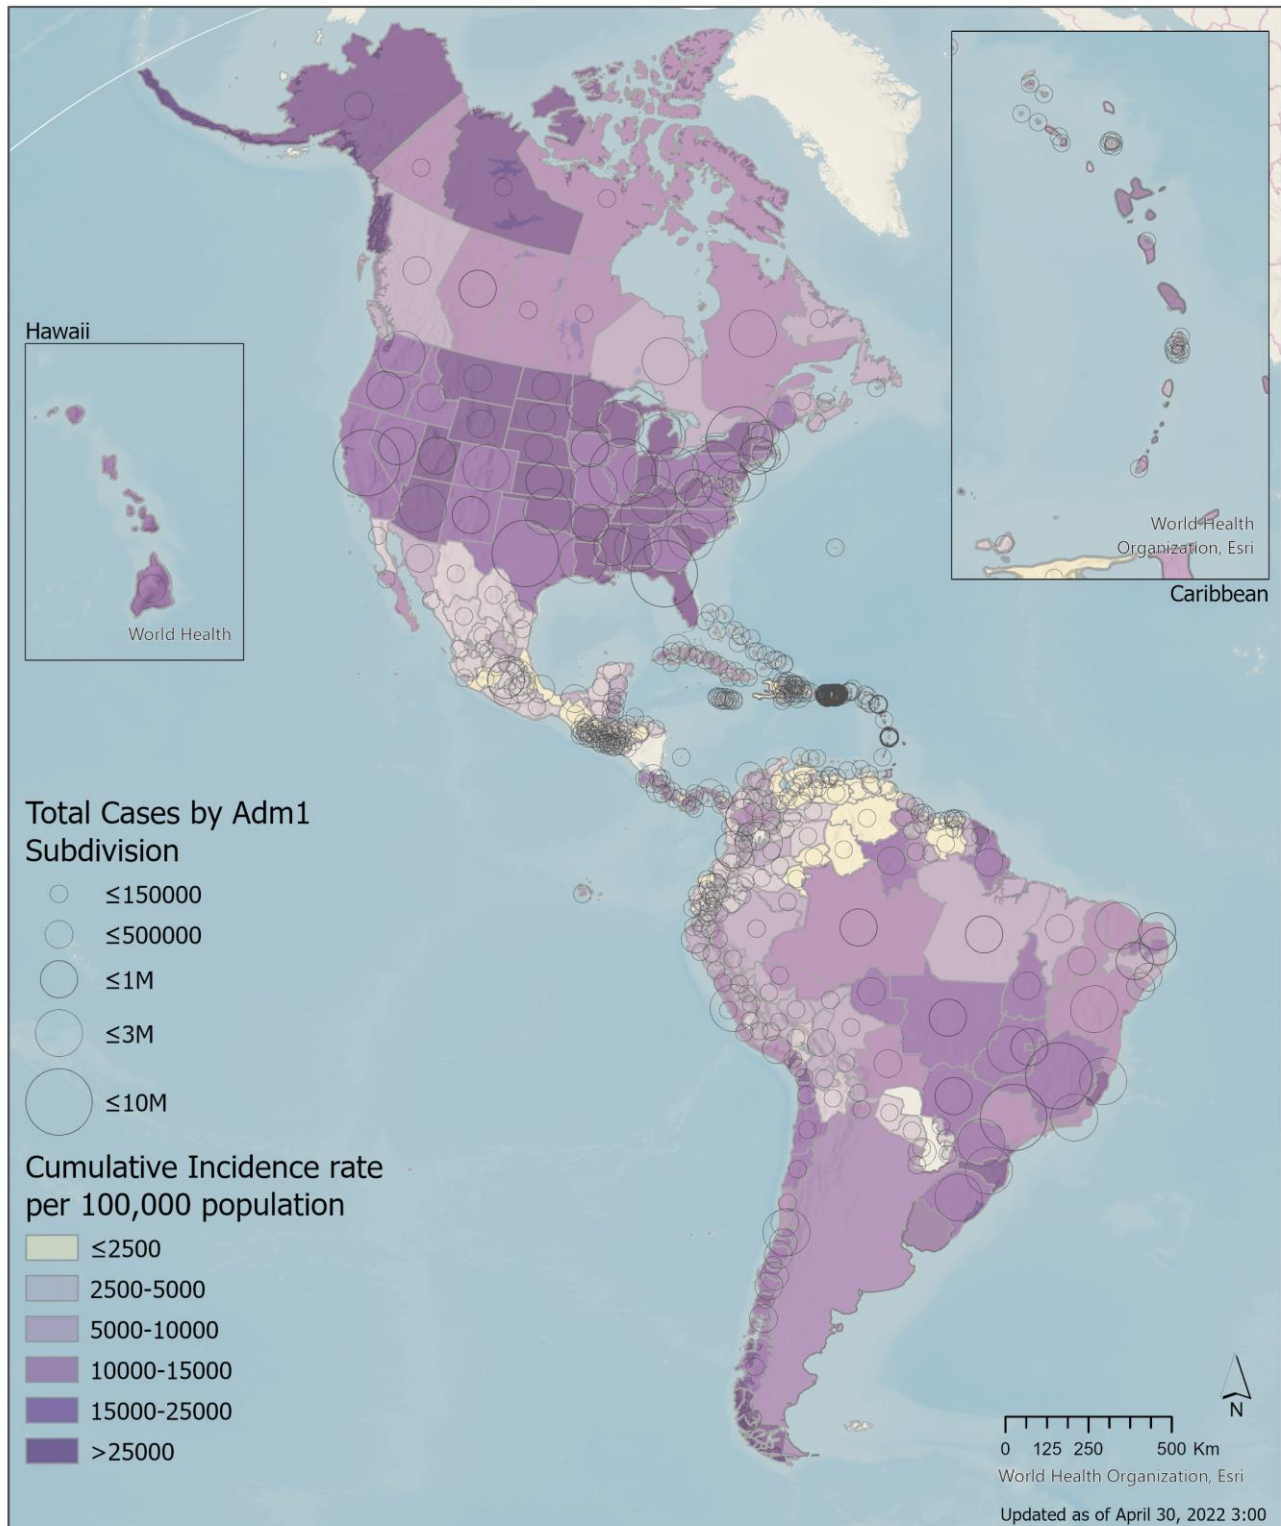 Hawaii
World Health
World Health
Organization, Esri
Caribbean
Total Cases by Adm1
Subdivision
≤150000
≤500000
≤1M
≤3M
≤10M
Cumulative Incidence rate
per 100,000 population
≤2500
2500-5000
5000-10000
10000-15000
15000-25000
>25000
N
0 125 250 500 Km
World Health Organization, Esri
Updated as of April 30, 2022 3:00